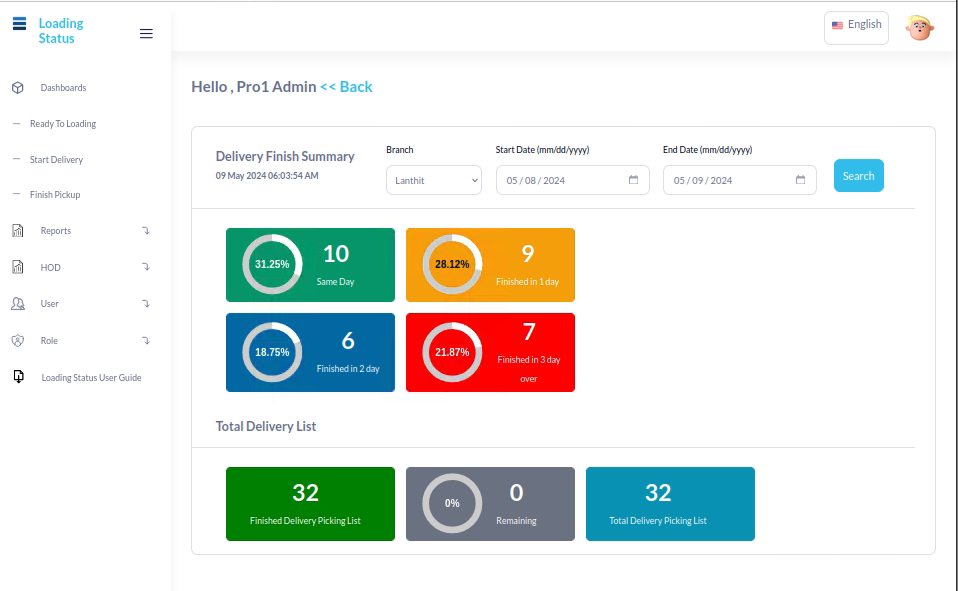 Loading
Status
English
Dashboards
Ready To Loading
Start Delivery
Finish Pickup
Reports
HOD
User
Role
Loading Status User Guide
Hello , Pro1 Admin << Back
Delivery Finish Summary
09 May 2024 06:03:54 AM
Branch
Lanthit
Start Date (mm/dd/yyyy)
05 / 08 / 2024
End Date (mm/dd/yyyy)
05 / 09 / 2024
Search
31.25%
10
Same Day
28.12%
9
Finished in 1 day
18.75%
6
Finished in 2 day
21.87%
7
Finished in 3 day
over
Total Delivery List
32
Finished Delivery Picking List
0%
0
Remaining
32
Total Delivery Picking List